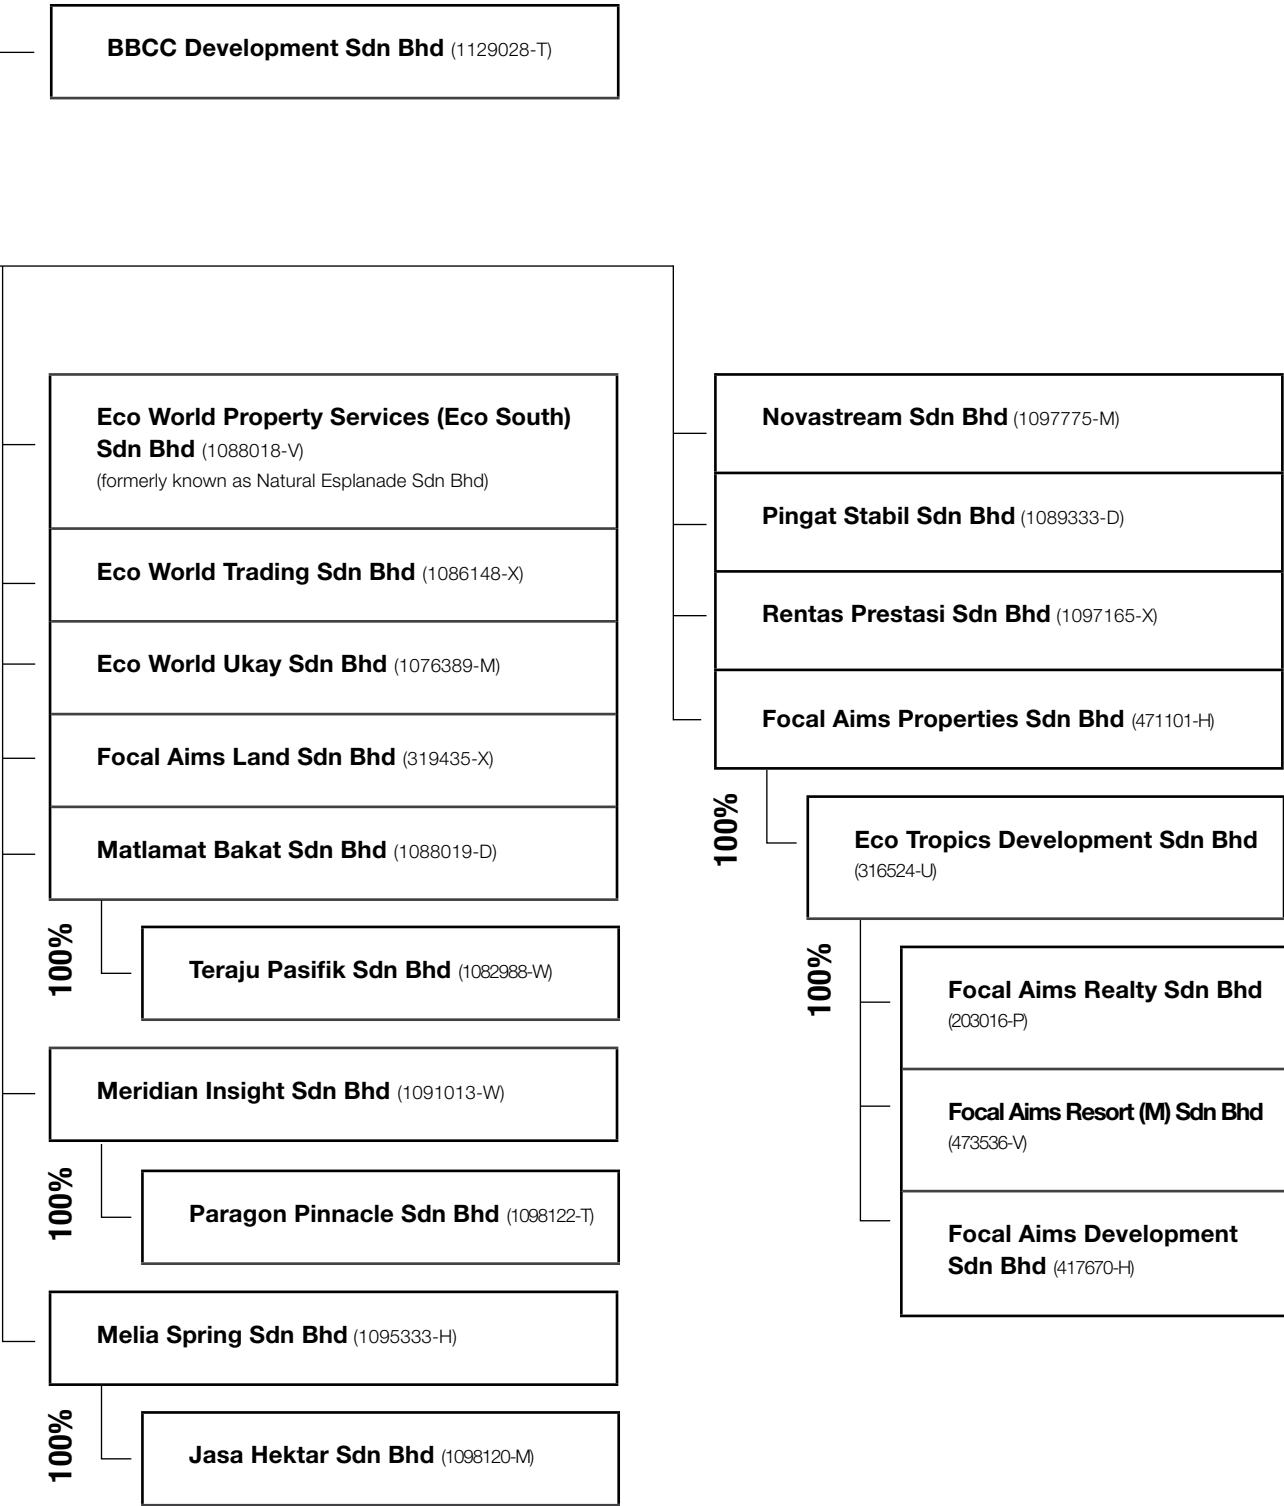 BBCC Development Sdn Bhd (1129028-T)
Eco World Property Services (Eco South)
Sdn Bhd (1088018-V)
(formerly known as Natural Esplanade Sdn Bhd)
Eco World Trading Sdn Bhd (1086148-X)
Eco World Ukay Sdn Bhd (1076389-M)
Focal Aims Land Sdn Bhd (319435-X)
Matlamat Bakat Sdn Bhd (1088019-D)
100%
Teraju Pasifik Sdn Bhd (1082988-W)
Meridian Insight Sdn Bhd (1091013-W)
100%
Paragon Pinnacle Sdn Bhd (1098122-T)
Melia Spring Sdn Bhd (1095333-H)
100%
Jasa Hektar Sdn Bhd (1098120-M)
Novastream Sdn Bhd (1097775-M)
Pingat Stabil Sdn Bhd (1089333-D)
Rentas Prestasi Sdn Bhd (1097165-X)
Focal Aims Properties Sdn Bhd (471101-H)
100%
Eco Tropics Development Sdn Bhd
(316524-U)
100%
Focal Aims Realty Sdn Bhd
(203016-P)
Focal Aims Resort (M) Sdn Bhd
(473536-V)
Focal Aims Development
Sdn Bhd (417670-H)